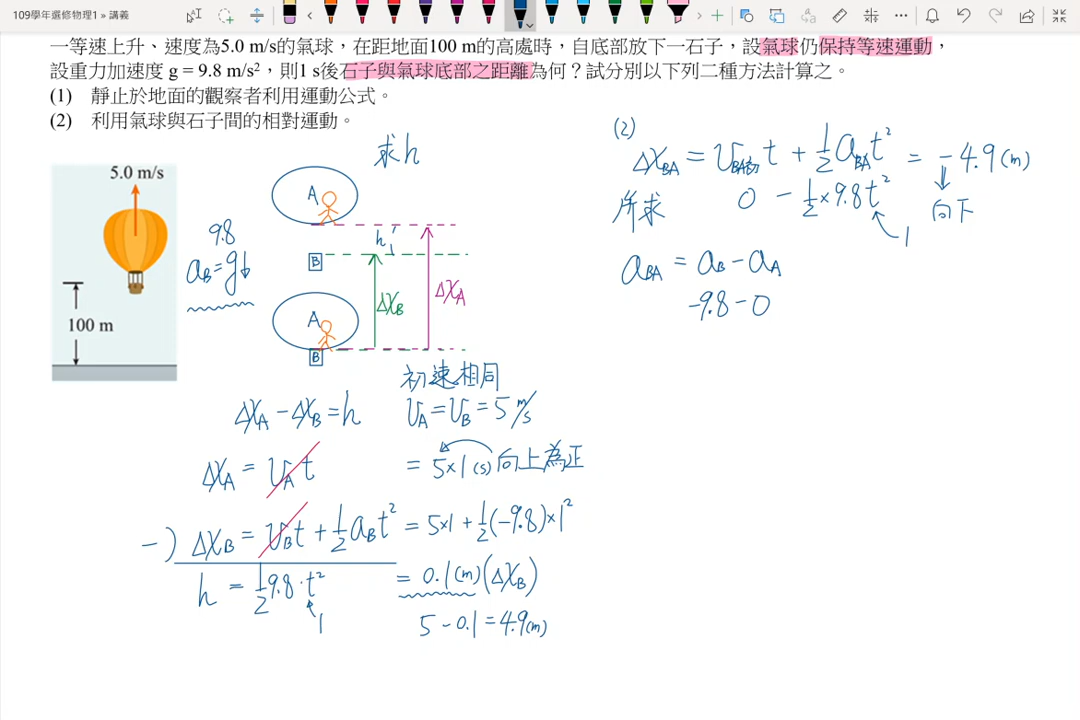 109學年選修物理1 » 講義
一等速上升、速度為5.0 m/s的氣球，在距地面100 m的高處時，自底部放下一石子，設氣球仍保持等速運動，
設重力加速度 g = 9.8 m/s²，則1 s後石子與氣球底部之距離為何？試分別以下列二種方法計算之。
(1) 靜止於地面的觀察者利用運動公式。
(2) 利用氣球與石子間的相對運動。
5.0 m/s
100 m
9.8
a_B = g↓
求h
A
h
B
A
B
ΔX_B
ΔX_A
初速相同
ΔX_A − ΔX_B = h
V_A = V_B = 5 m/s
ΔX_A = V_A t
= 5×1(s) 向上為正
−) ΔX_B = V_B t + 1/2 a_B t² = 5×1 + 1/2(−9.8)×1²
h = 1/2 9.8·t²
1
= 0.1(m)(ΔX_B)
5 − 0.1 = 4.9(m)
(2)
ΔX_BA = V_BA初 t + 1/2 a_BA t² = − 4.9(m)
所求
0 − 1/2×9.8t²
1
向下
a_BA = a_B − a_A
−9.8 − 0